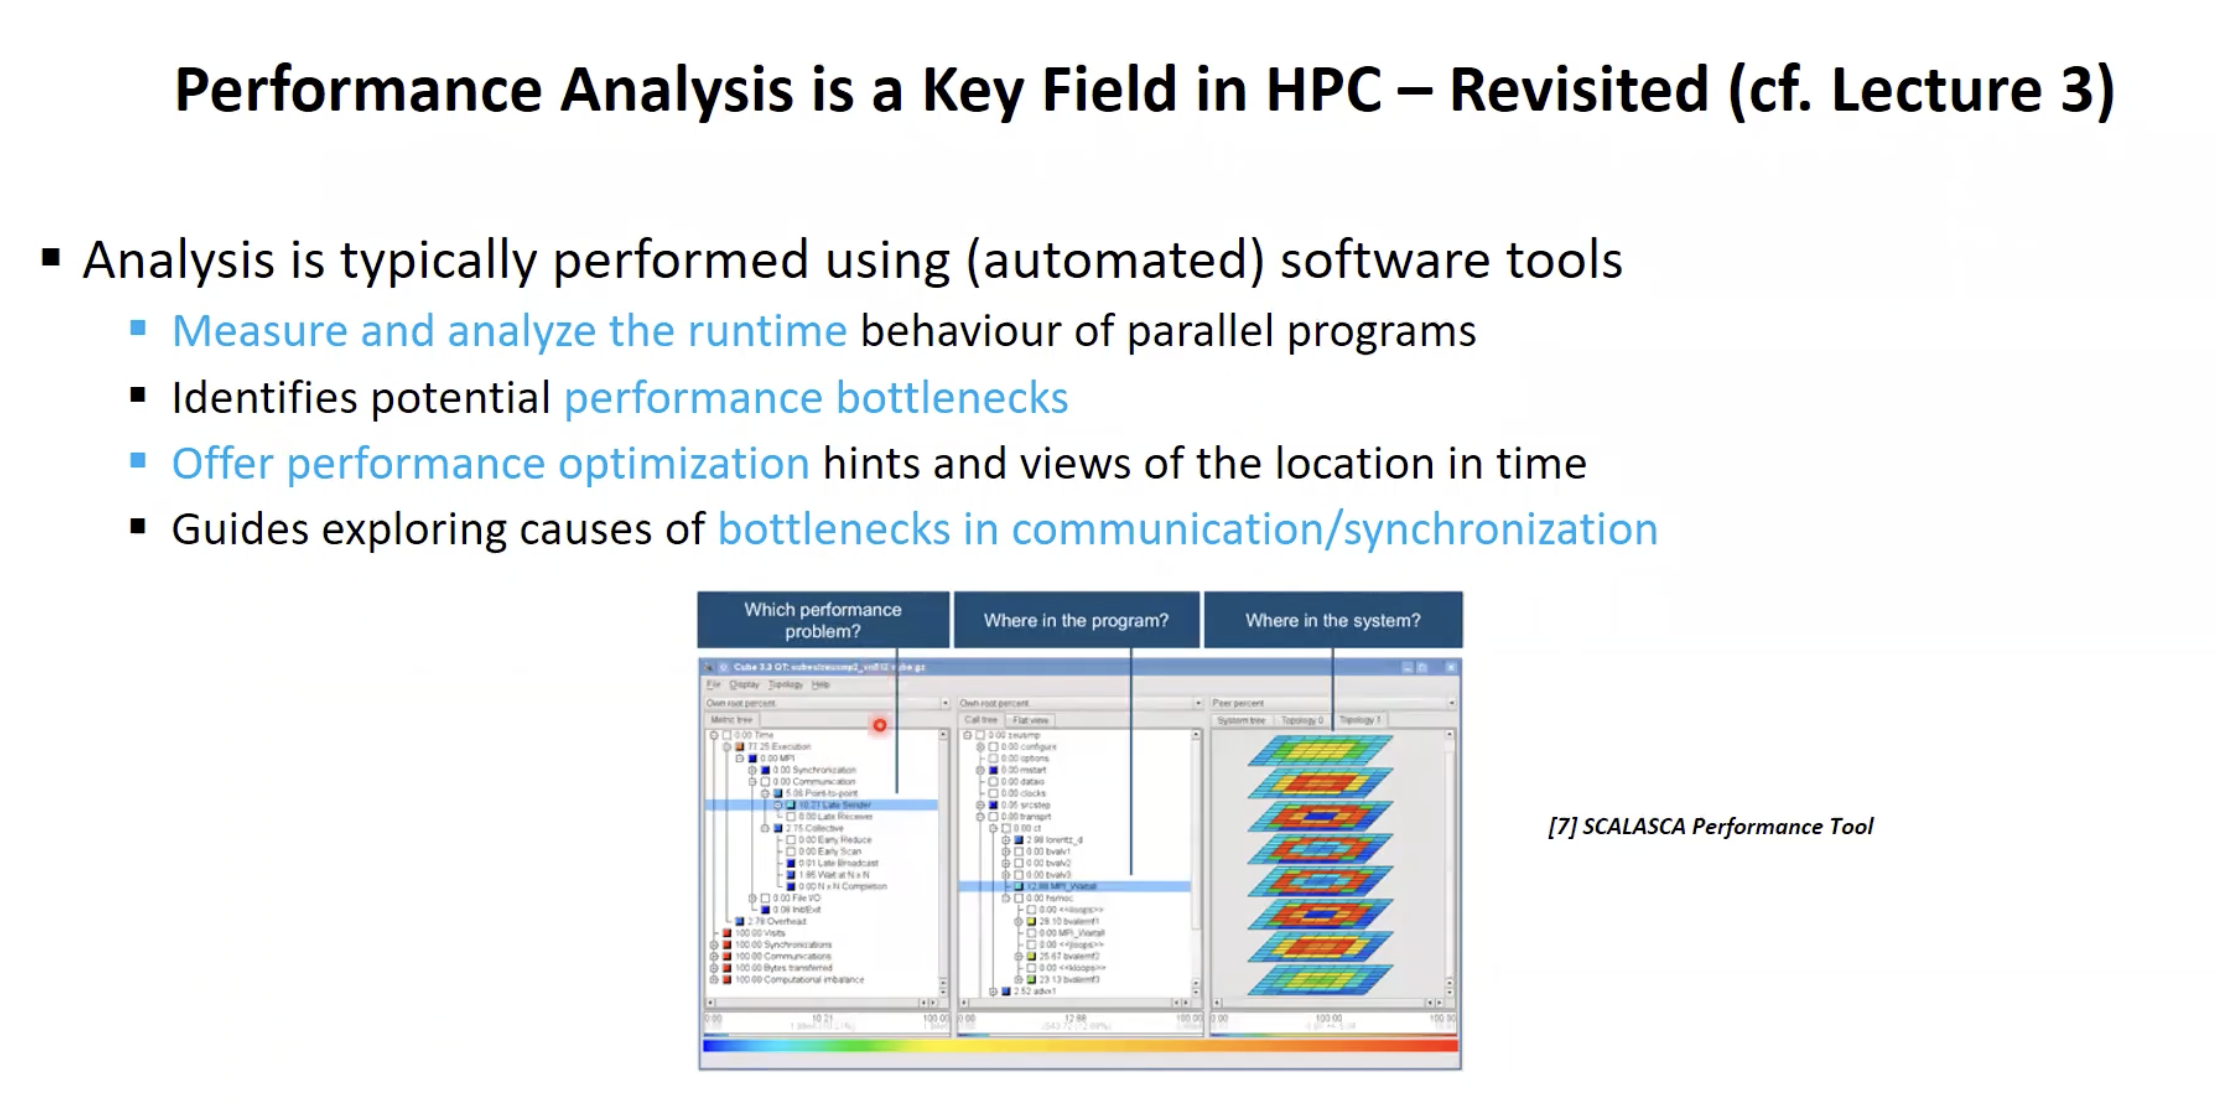 Performance Analysis is a Key Field in HPC – Revisited (cf. Lecture 3)
Analysis is typically performed using (automated) software tools
Measure and analyze the runtime behaviour of parallel programs
Identifies potential performance bottlenecks
Offer performance optimization hints and views of the location in time
Guides exploring causes of bottlenecks in communication/synchronization
Which performance
problem?
Where in the program?
Where in the system?
Cube 3.3 QT:
File Display Topology Help
Own root percent
Own root percent
Peer percent
Metric tree
Call tree Flat view
System tree Topology 0 Topology 1
0.00 Time
77.25 Execution
0.00 MPI
0.00 Synchronization
0.00 Communication
5.06 Point-to-point
10.21 Late Sender
0.00 Late Receiver
2.75 Collective
0.00 Early Reduce
0.00 Early Scan
0.01 Late Broadcast
1.86 Wait at N x N
0.00 N x N Completion
0.00 File I/O
0.08 Init/Exit
2.78 Overhead
100.00 Visits
100.00 Synchronizations
100.00 Communications
100.00 Bytes transferred
100.00 Computational imbalance
0.00 zeusmp
0.00 configure
0.00 options
0.00 mstart
0.00 dataio
0.00 clocks
0.05 srcstep
0.00 transprt
0.00 ct
2.98 lorentz_d
0.00 bvalv1
0.00 bvalv2
0.00 bvalv3
12.88 MPI_Waitall
0.00 hsmoc
0.00
28.10 bvalemf1
0.00 MPI_Waitall
0.00
25.67 bvalemf2
0.00
23.13 bvalemf3
2.52 advx1
0.00 10.21 100.00
0.00 12.88 100.00
0.00 100.00 100.00
[7] SCALASCA Performance Tool